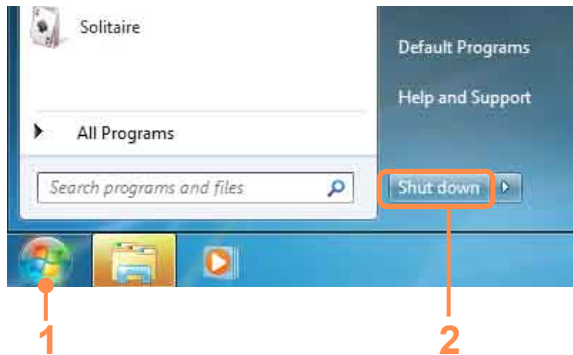 Solitaire
Default Programs
Help and Support
All Programs
Search programs and files
Shut down
1
2